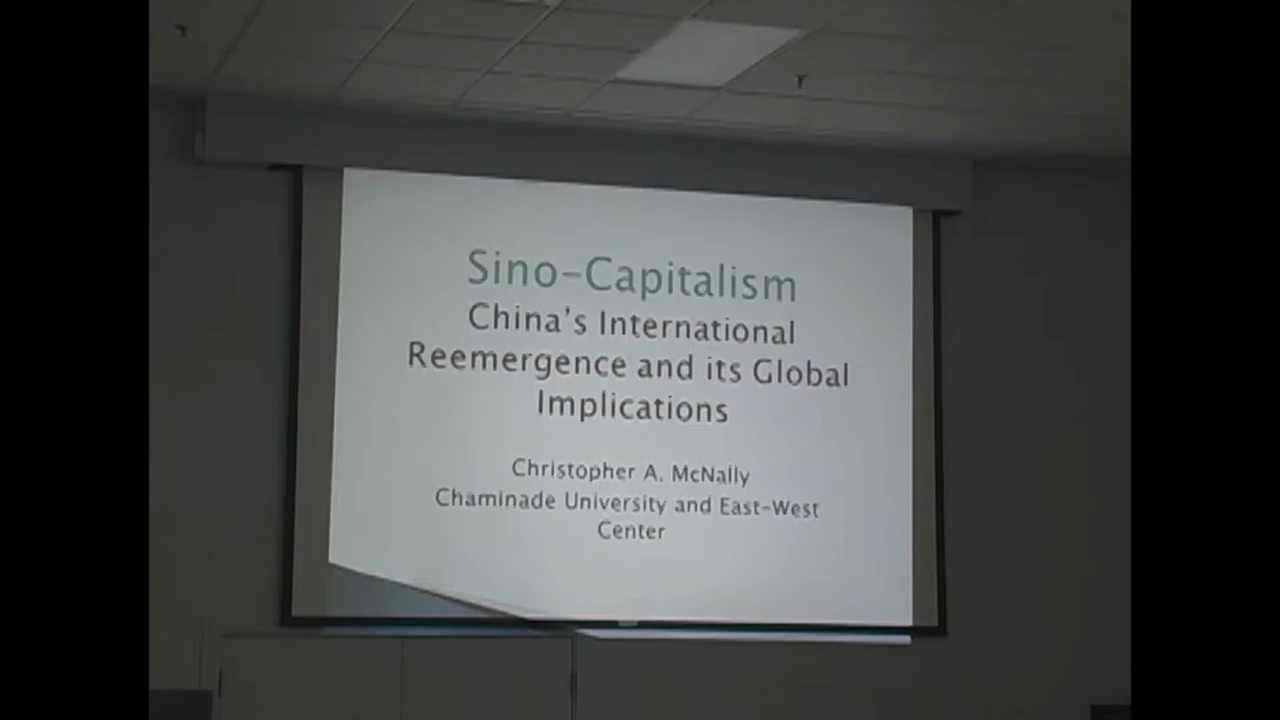 Sino-Capitalism
China's International
Reemergence and its Global
Implications
Christopher A. McNally
Chaminade University and East-West
Center